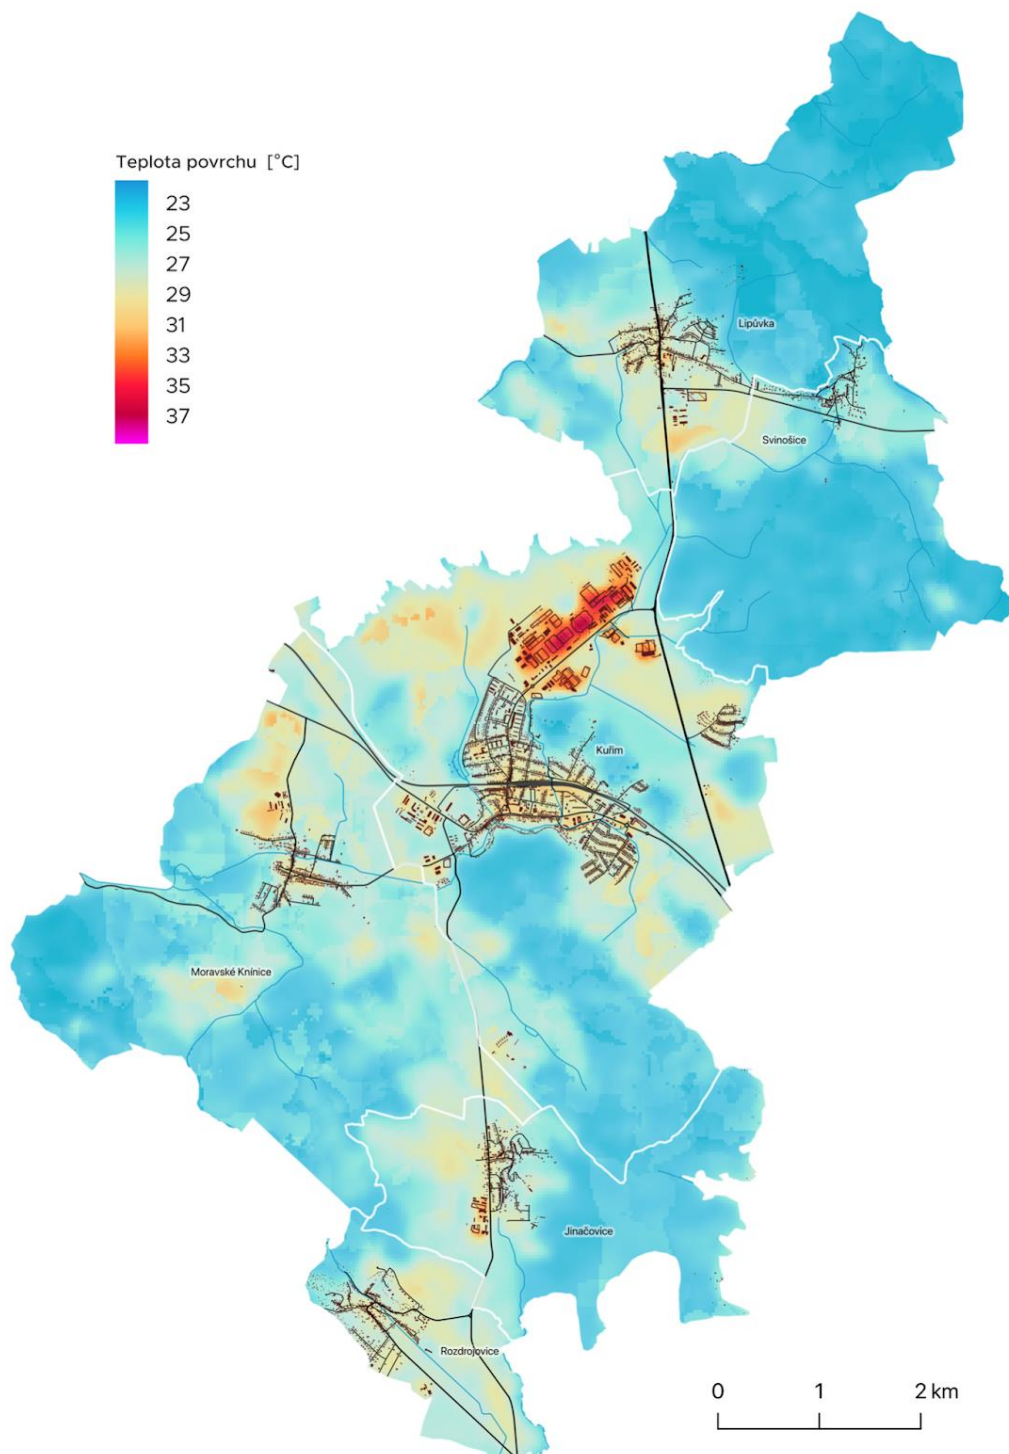 Teplota povrchu [°C]
23
25
27
29
31
33
35
37
Lipůvka
Svinošice
Kuřim
Moravské Knínice
Jinačovice
Rozdrojovice
0 1 2 km